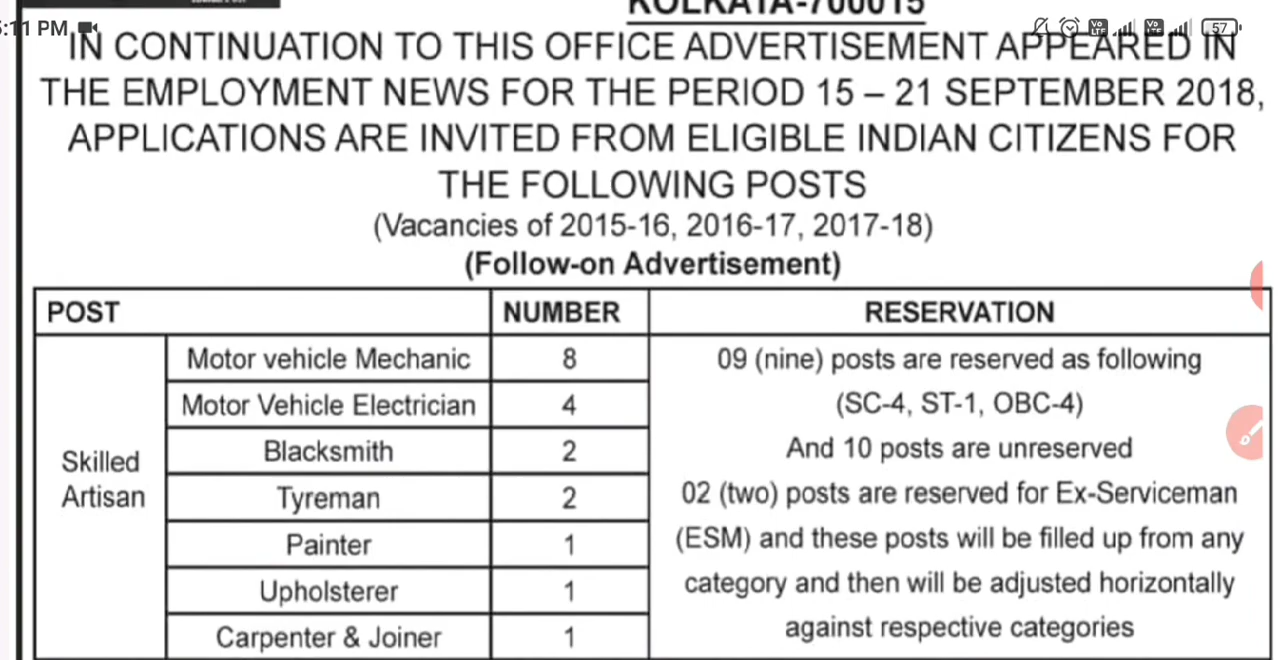 KOLKATA-700015
5:11 PM
57
IN CONTINUATION TO THIS OFFICE ADVERTISEMENT APPEARED IN
THE EMPLOYMENT NEWS FOR THE PERIOD 15 – 21 SEPTEMBER 2018,
APPLICATIONS ARE INVITED FROM ELIGIBLE INDIAN CITIZENS FOR
THE FOLLOWING POSTS
(Vacancies of 2015-16, 2016-17, 2017-18)
(Follow-on Advertisement)
POST NUMBER RESERVATION
Skilled
Artisan
Motor vehicle Mechanic 8
Motor Vehicle Electrician 4
Blacksmith 2
Tyreman 2
Painter 1
Upholsterer 1
Carpenter & Joiner 1
09 (nine) posts are reserved as following
(SC-4, ST-1, OBC-4)
And 10 posts are unreserved
02 (two) posts are reserved for Ex-Serviceman
(ESM) and these posts will be filled up from any
category and then will be adjusted horizontally
against respective categories